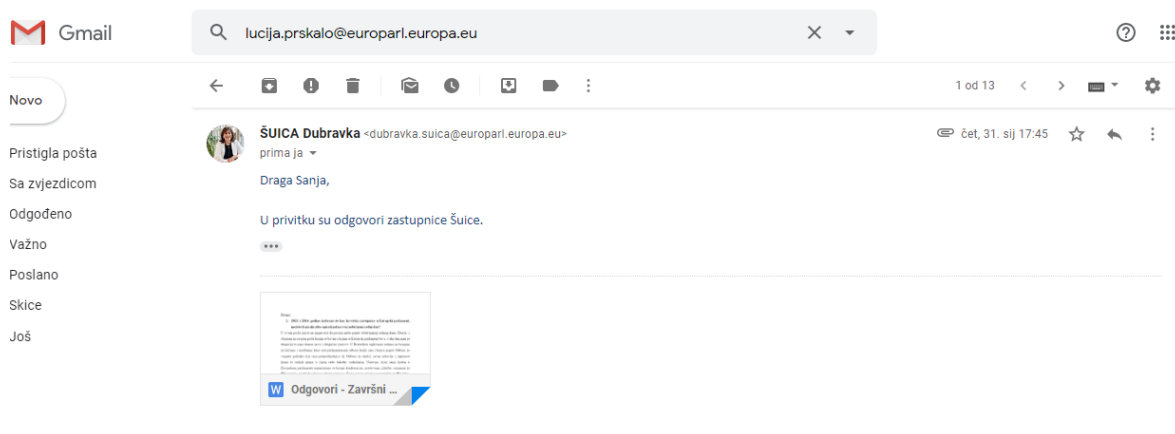 Gmail
lucija.prskalo@europarl.europa.eu
Novo
1 od 13
Pristigla pošta
Sa zvjezdicom
Odgođeno
Važno
Poslano
Skice
Još
ŠUICA Dubravka <dubravka.suica@europarl.europa.eu>
čet, 31. sij 17:45
prima ja
Draga Sanja,
U privitku su odgovori zastupnice Šuice.
W Odgovori - Završni ...